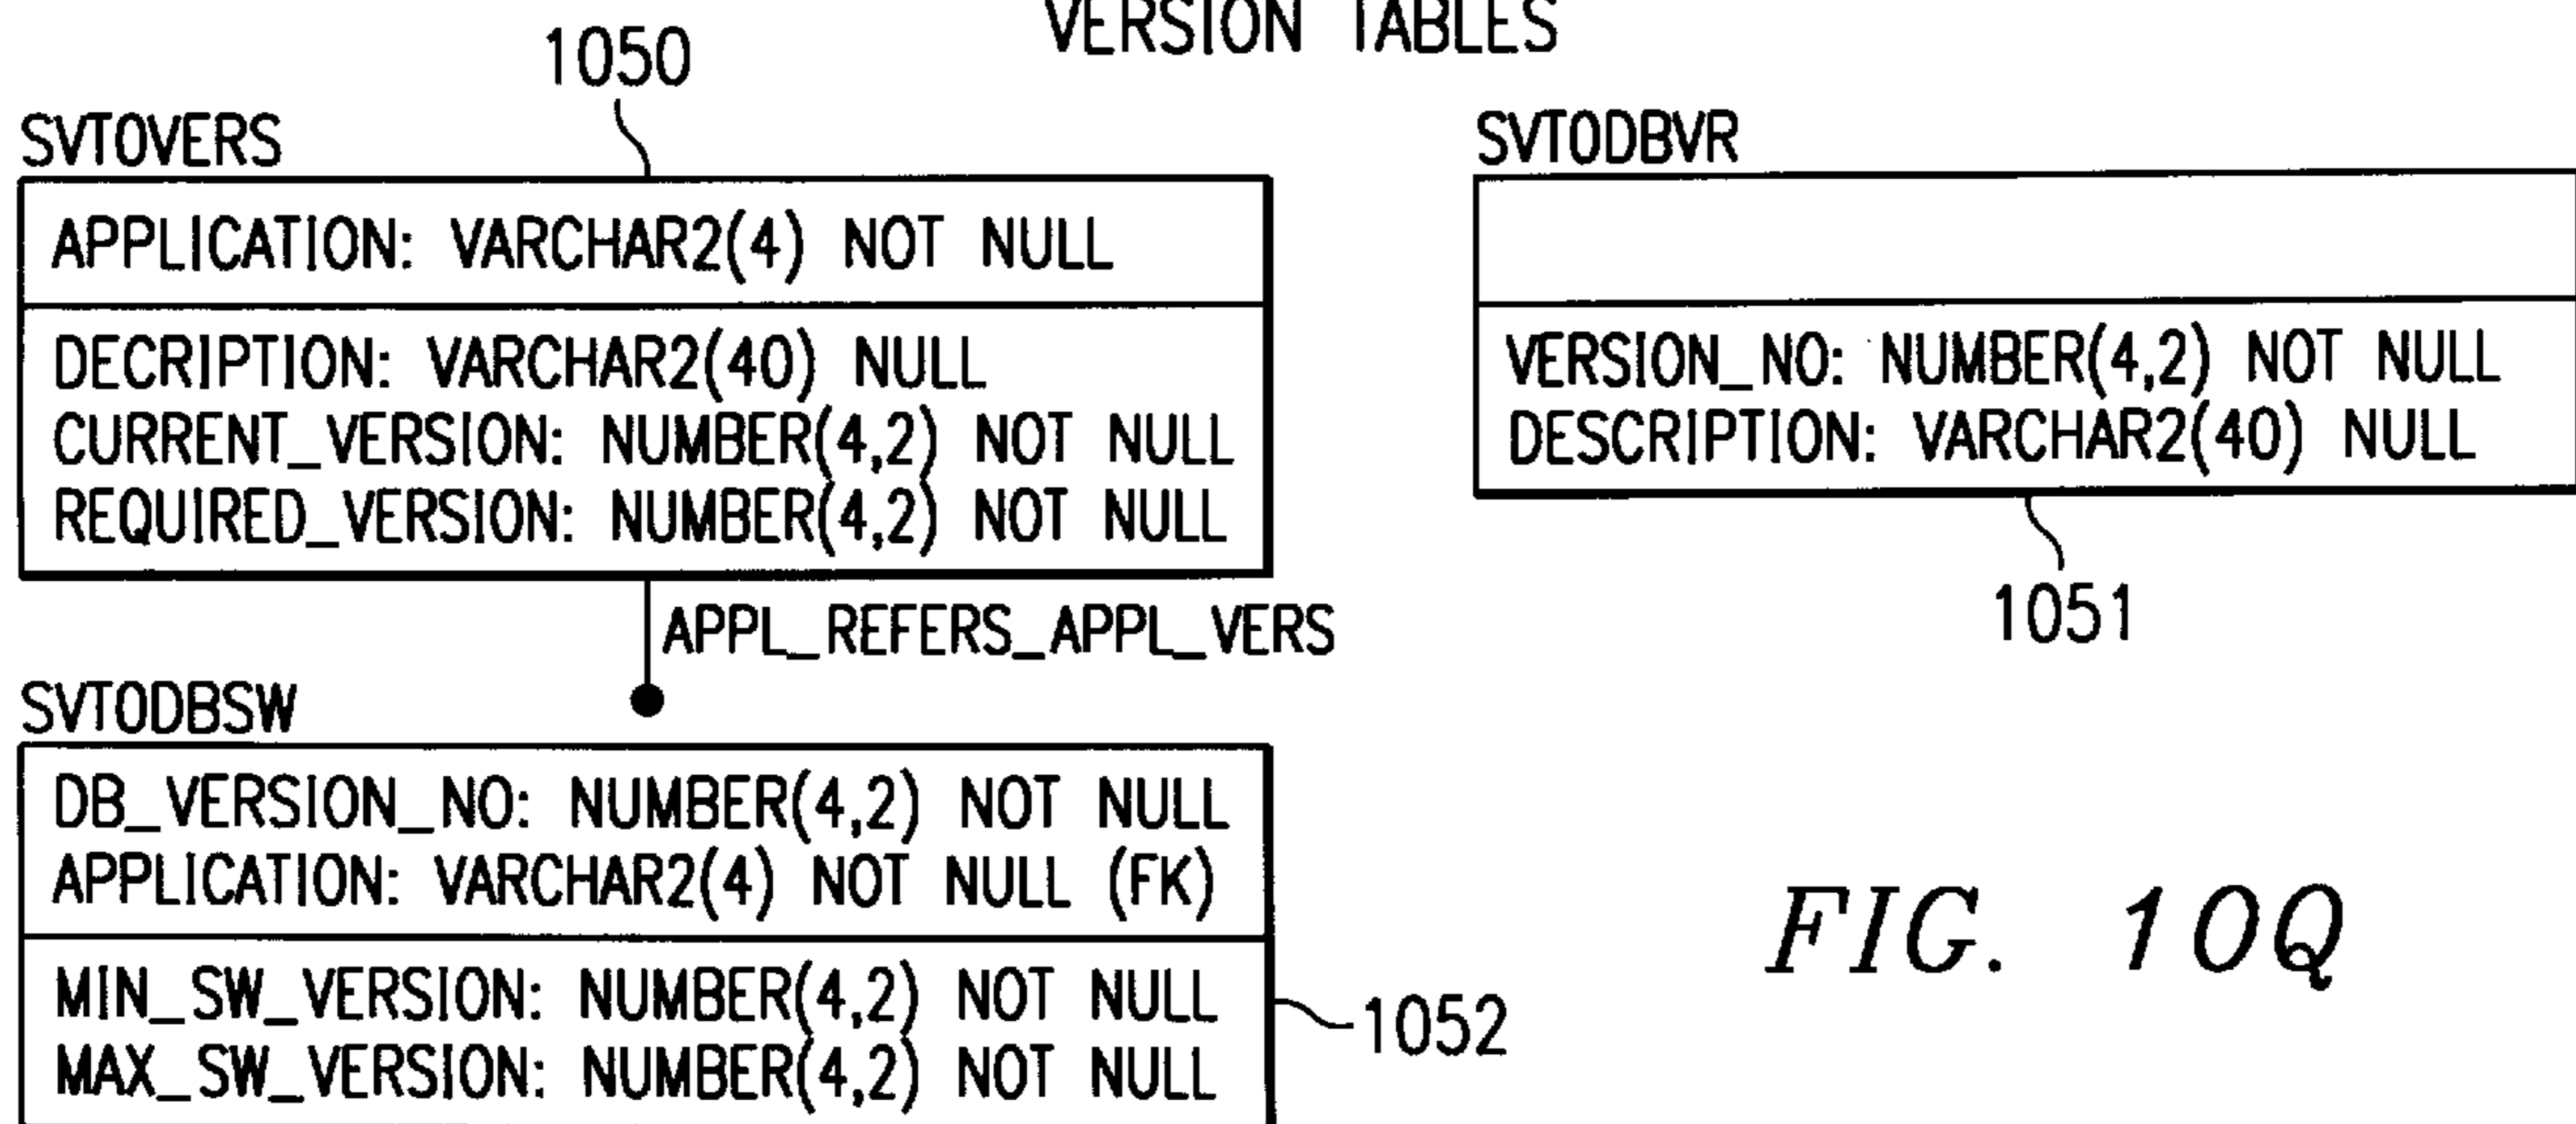 VERSION TABLES
1050
SVTOVERS
APPLICATION: VARCHAR2(4) NOT NULL
DECRIPTION: VARCHAR2(40) NULL
CURRENT_VERSION: NUMBER(4,2) NOT NULL
REQUIRED_VERSION: NUMBER(4,2) NOT NULL
SVTODBVR
VERSION_NO: NUMBER(4,2) NOT NULL
DESCRIPTION: VARCHAR2(40) NULL
1051
APPL_REFERS_APPL_VERS
SVTODBSW
DB_VERSION_NO: NUMBER(4,2) NOT NULL
APPLICATION: VARCHAR2(4) NOT NULL (FK)
MIN_SW_VERSION: NUMBER(4,2) NOT NULL
MAX_SW_VERSION: NUMBER(4,2) NOT NULL
1052
FIG. 10Q